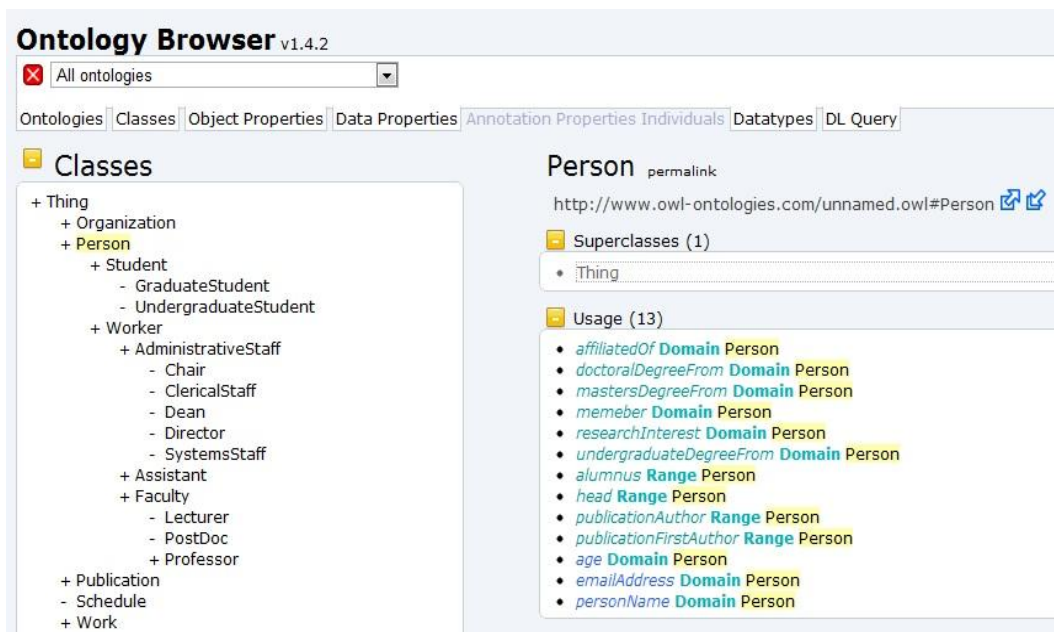 Ontology Browser v1.4.2
All ontologies
Ontologies Classes Object Properties Data Properties Annotation Properties Individuals Datatypes DL Query
Classes
+ Thing
+ Organization
+ Person
+ Student
- GraduateStudent
- UndergraduateStudent
+ Worker
+ AdministrativeStaff
- Chair
- ClericalStaff
- Dean
- Director
- SystemsStaff
+ Assistant
+ Faculty
- Lecturer
- PostDoc
+ Professor
+ Publication
- Schedule
+ Work
Person permalink
http://www.owl-ontologies.com/unnamed.owl#Person
Superclasses (1)
• Thing
Usage (13)
• affiliatedOf Domain Person
• doctoralDegreeFrom Domain Person
• mastersDegreeFrom Domain Person
• memeber Domain Person
• researchInterest Domain Person
• undergraduateDegreeFrom Domain Person
• alumnus Range Person
• head Range Person
• publicationAuthor Range Person
• publicationFirstAuthor Range Person
• age Domain Person
• emailAddress Domain Person
• personName Domain Person